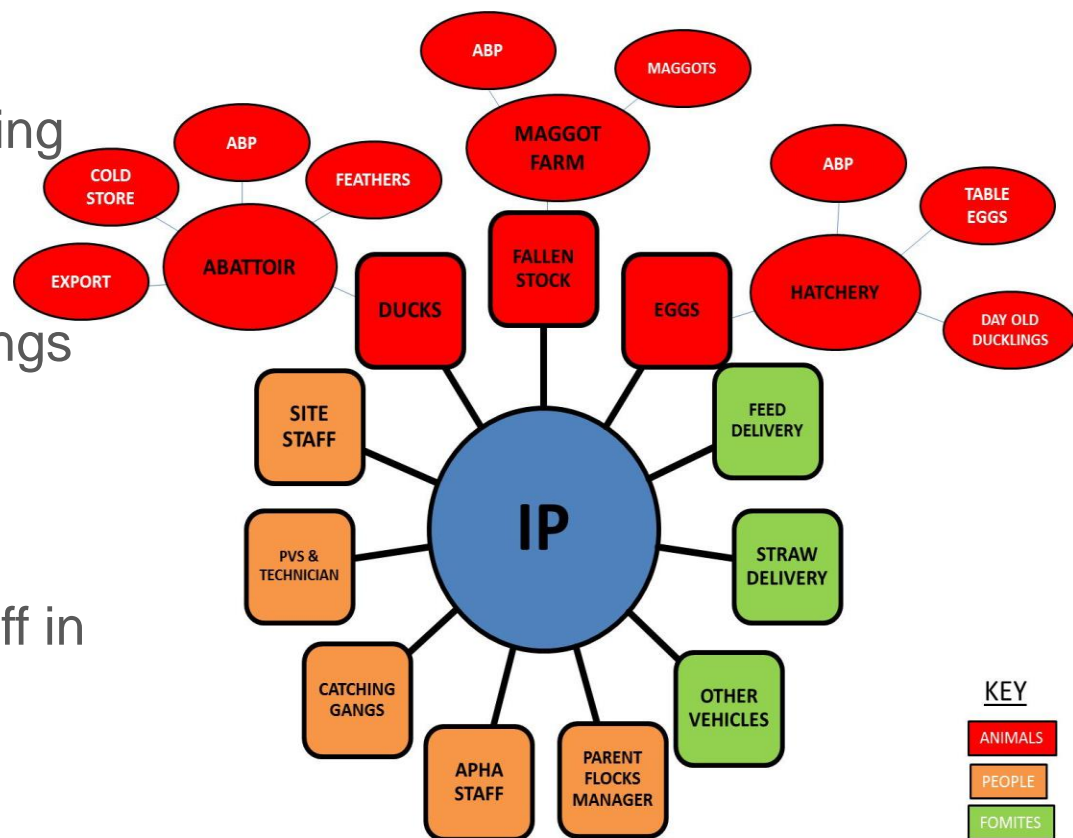 ing
ngs
ff in
ABP
MAGGOTS
MAGGOT
FARM
ABP
COLD
STORE
FEATHERS
EXPORT
ABATTOIR
ABP
TABLE
EGGS
HATCHERY
DAY OLD
DUCKLINGS
DUCKS
FALLEN
STOCK
EGGS
SITE
STAFF
FEED
DELIVERY
IP
PVS &
TECHNICIAN
STRAW
DELIVERY
CATCHING
GANGS
OTHER
VEHICLES
APHA
STAFF
PARENT
FLOCKS
MANAGER
KEY
ANIMALS
PEOPLE
FOMITES